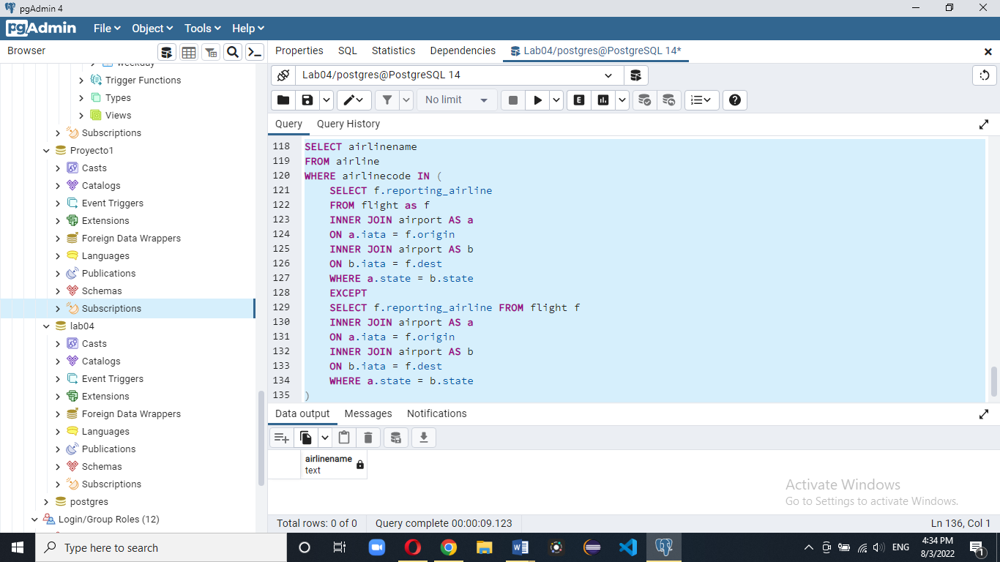 pgAdmin 4
pgAdmin File Object Tools Help
Browser
Properties SQL Statistics Dependencies Lab04/postgres@PostgreSQL 14*
weekday
Trigger Functions
Types
Views
Subscriptions
Proyecto1
Casts
Catalogs
Event Triggers
Extensions
Foreign Data Wrappers
Languages
Publications
Schemas
Subscriptions
lab04
Casts
Catalogs
Event Triggers
Extensions
Foreign Data Wrappers
Languages
Publications
Schemas
Subscriptions
postgres
Login/Group Roles (12)
Lab04/postgres@PostgreSQL 14
No limit
E
Query Query History
118 SELECT airlinename
119 FROM airline
120 WHERE airlinecode IN (
121 SELECT f.reporting_airline
122 FROM flight as f
123 INNER JOIN airport AS a
124 ON a.iata = f.origin
125 INNER JOIN airport AS b
126 ON b.iata = f.dest
127 WHERE a.state = b.state
128 EXCEPT
129 SELECT f.reporting_airline FROM flight f
130 INNER JOIN airport AS a
131 ON a.iata = f.origin
132 INNER JOIN airport AS b
133 ON b.iata = f.dest
134 WHERE a.state = b.state
135 )
Data output Messages Notifications
airlinename
text
Activate Windows
Go to Settings to activate Windows.
Total rows: 0 of 0 Query complete 00:00:09.123 Ln 136, Col 1
Type here to search
ENG
4:34 PM
8/3/2022
1